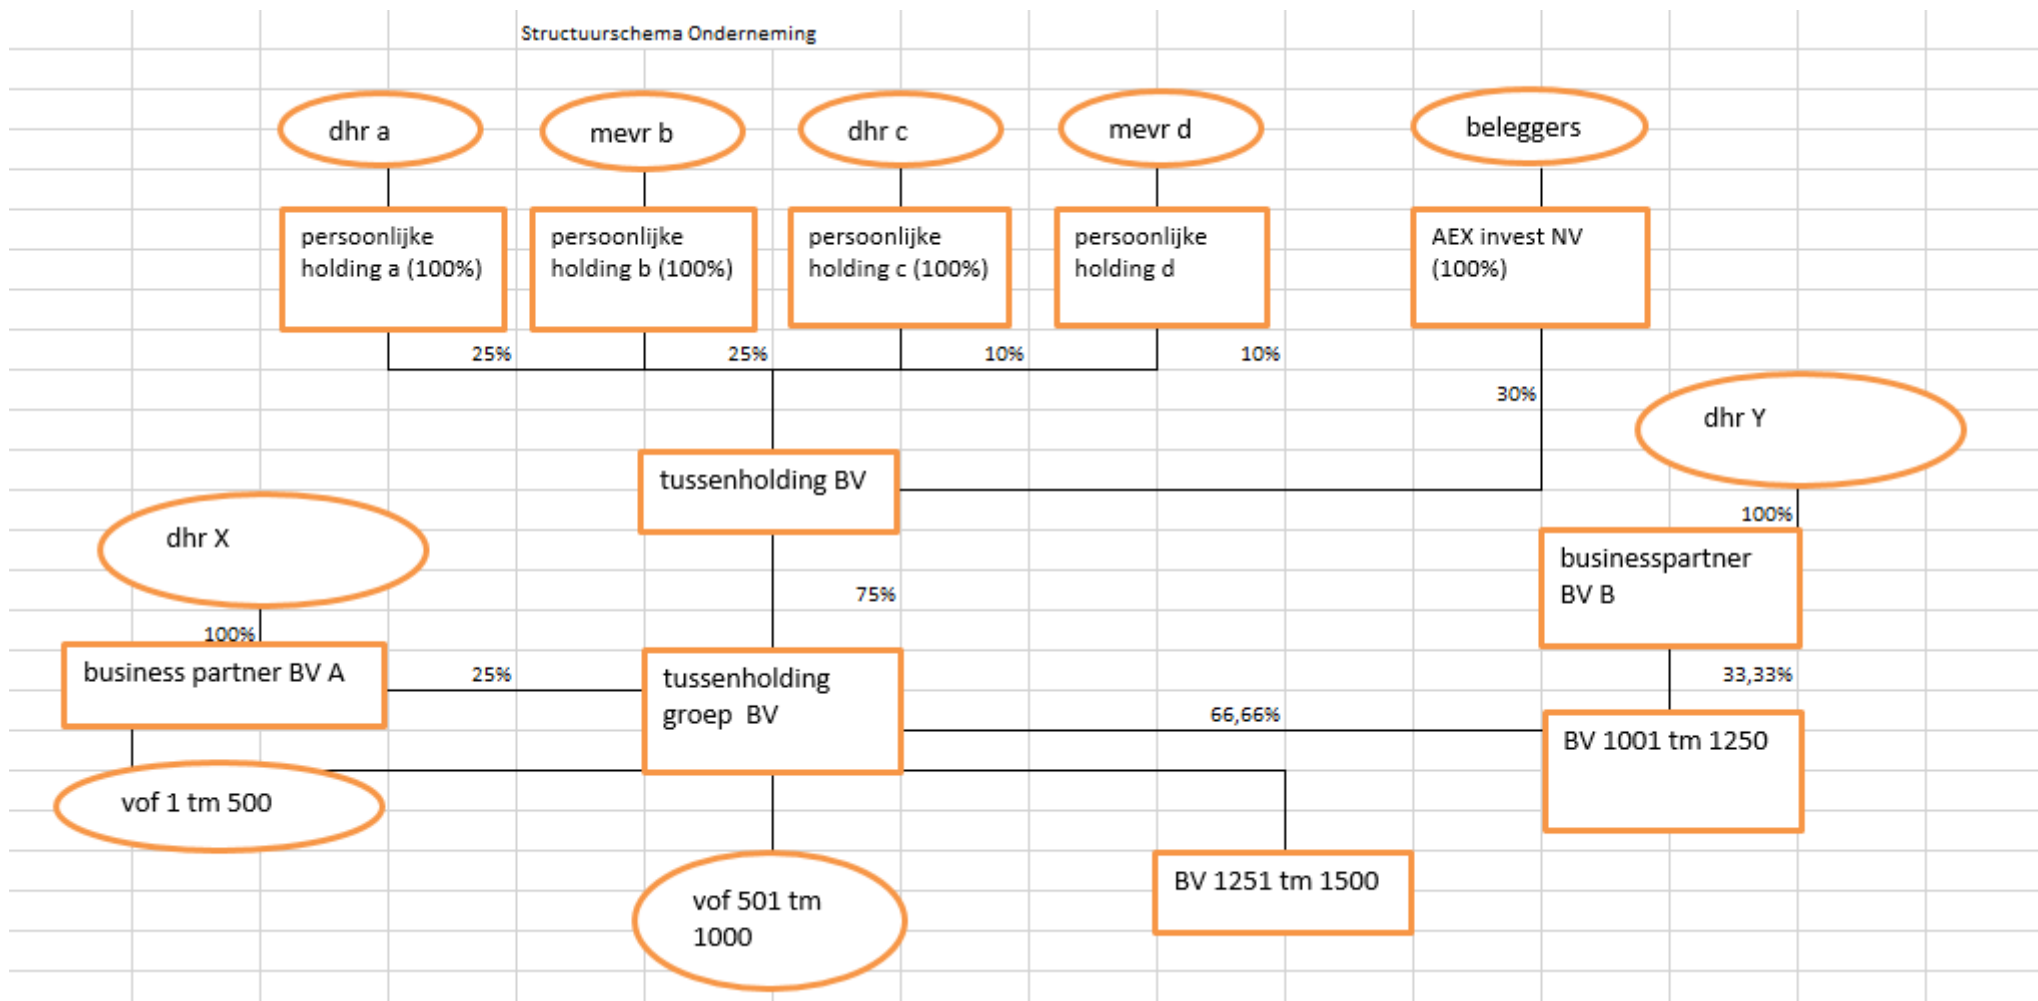 Structuurschema Onderneming
dhr a
mevr b
dhr c
mevr d
beleggers
persoonlijke
holding a (100%)
persoonlijke
holding b (100%)
persoonlijke
holding c (100%)
persoonlijke
holding d
AEX invest NV
(100%)
25%
25%
10%
10%
30%
dhr Y
tussenholding BV
100%
dhr X
businesspartner
BV B
75%
100%
business partner BV A
25%
tussenholding
groep BV
33,33%
66,66%
BV 1001 tm 1250
vof 1 tm 500
vof 501 tm
1000
BV 1251 tm 1500